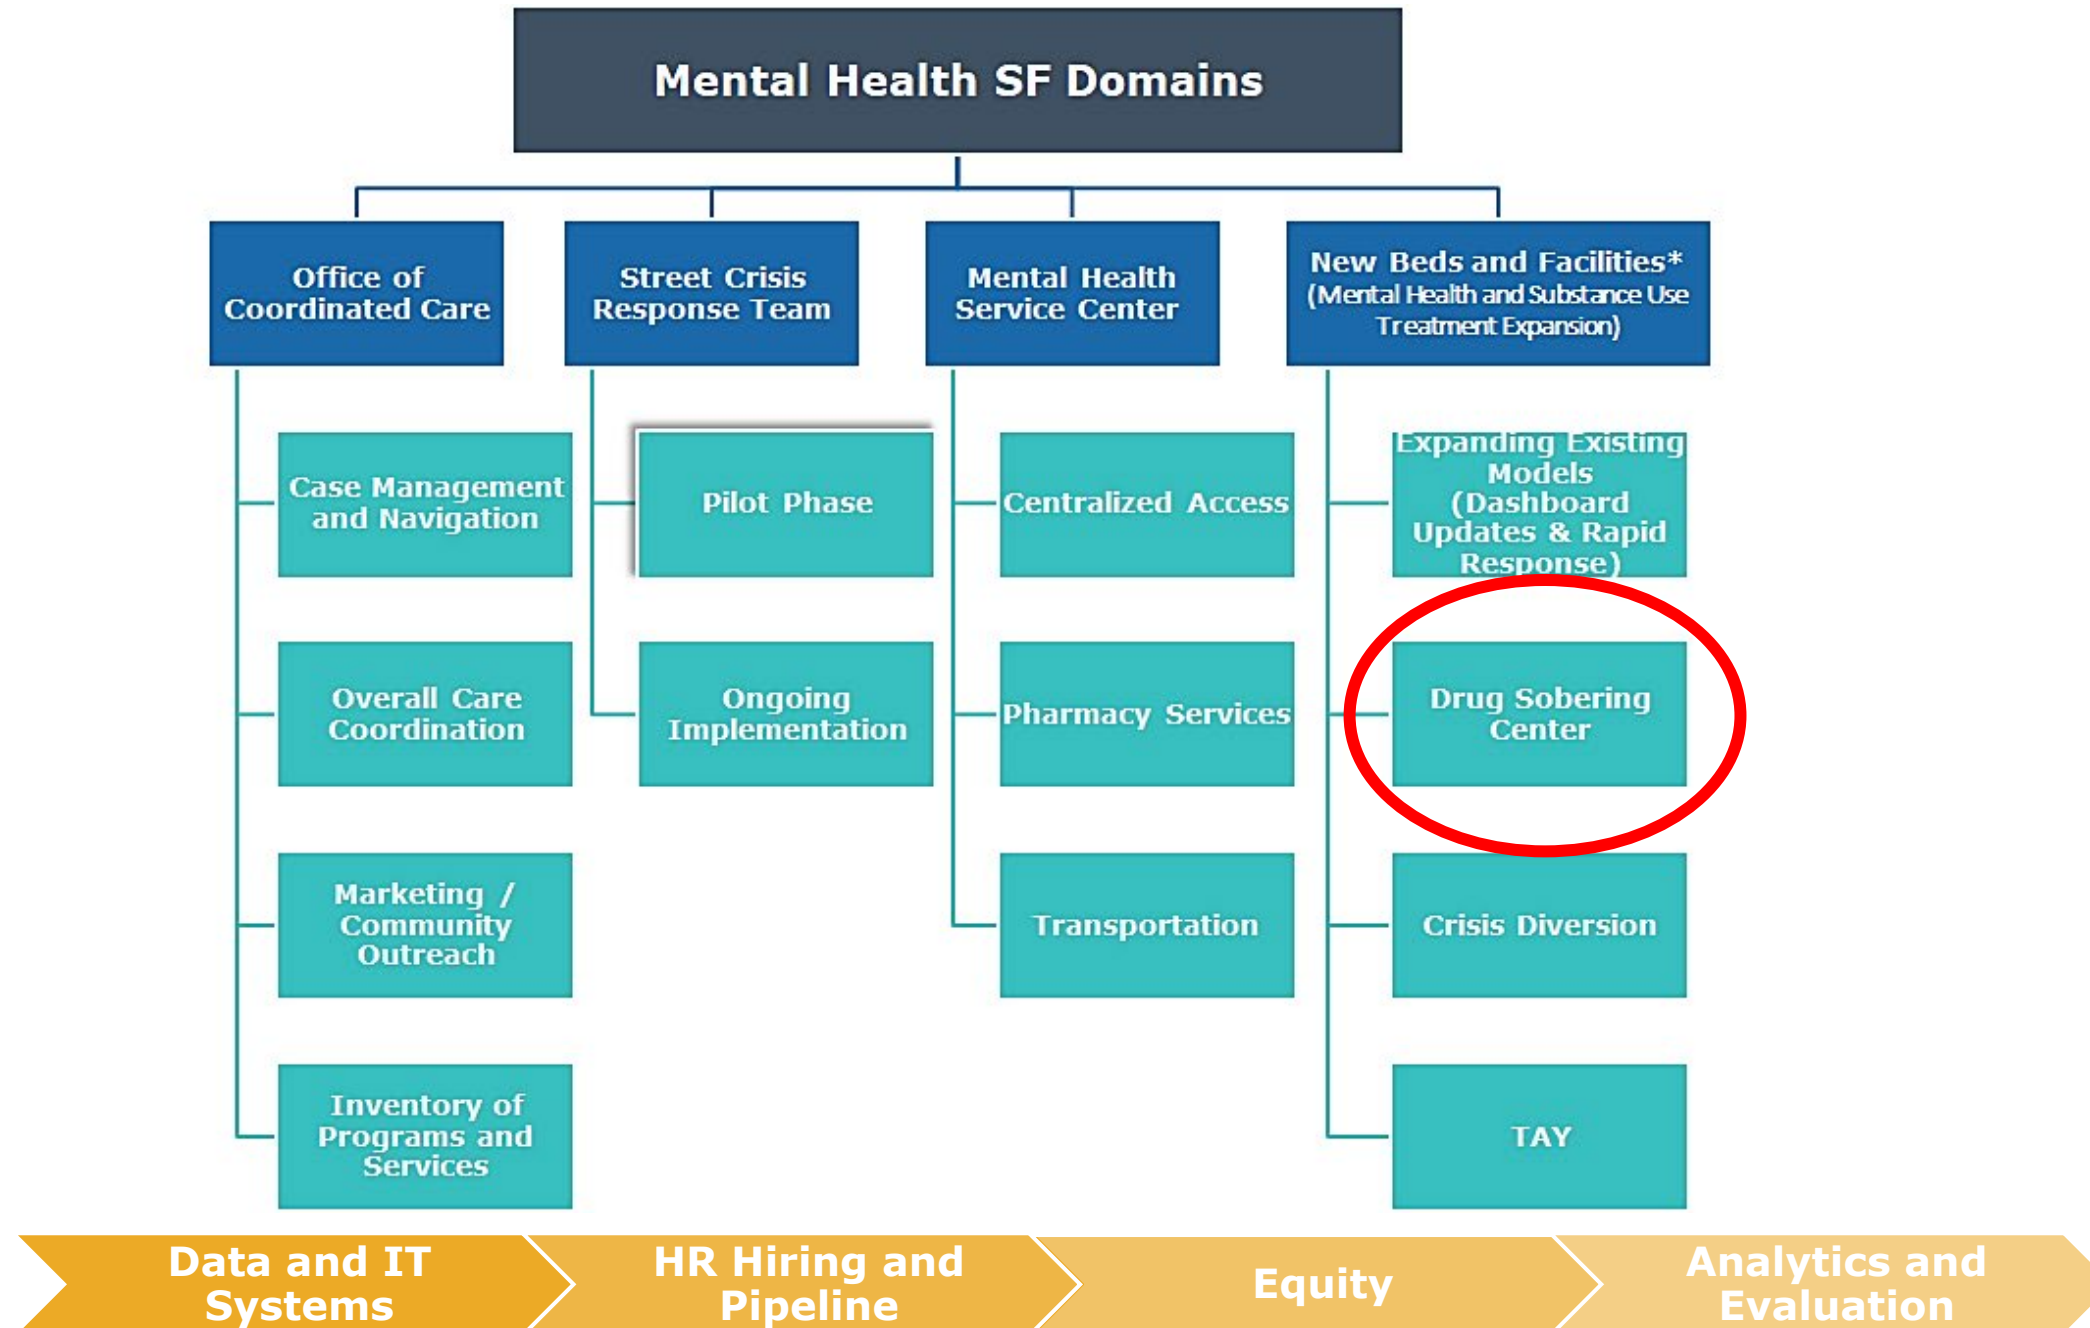 Mental Health SF Domains
Office of
Coordinated Care
Street Crisis
Response Team
Mental Health
Service Center
New Beds and Facilities*
(Mental Health and Substance Use
Treatment Expansion)
Case Management
and Navigation
Overall Care
Coordination
Marketing /
Community
Outreach
Inventory of
Programs and
Services
Pilot Phase
Ongoing
Implementation
Centralized Access
Pharmacy Services
Transportation
Expanding Existing
Models
(Dashboard
Updates & Rapid
Response)
Drug Sobering
Center
Crisis Diversion
TAY
Data and IT
Systems
HR Hiring and
Pipeline
Equity
Analytics and
Evaluation